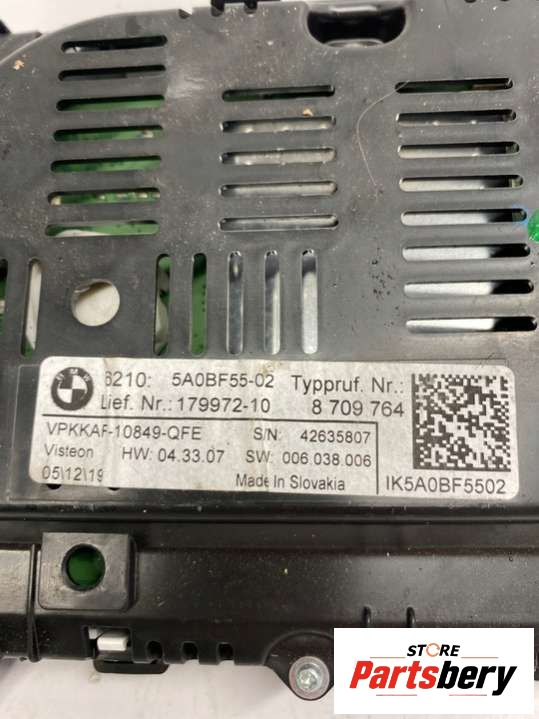 BMW
6210: 5A0BF55-02 Typpruf. Nr.:
Lief. Nr.:179972-10 8 709 764
VPKKAF-10849-QFE S/N: 42635807
Visteon HW: 04.33.07 SW: 006.038.006
05\12\19 Made In Slovakia IK5A0BF5502
STORE
Partsbery